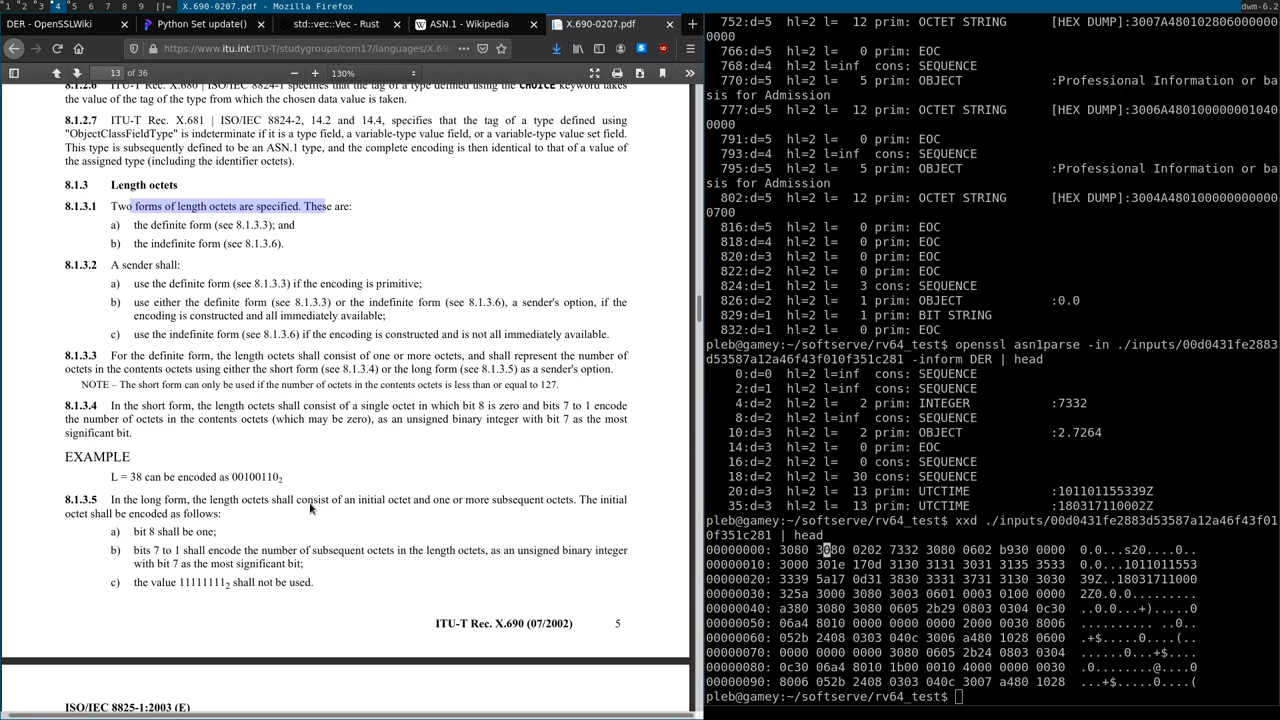 1 2 3 4 5 6 7 8 9 []= X.690-0207.pdf - Mozilla Firefox
dwm-6.2
DER - OpenSSLWiki
Python Set update()
std::vec::Vec - Rust
ASN.1 - Wikipedia
X.690-0207.pdf
https://www.itu.int/ITU-T/studygroups/com17/languages/X.69
13 of 36
130%
8.1.2.6 ITU-T Rec. X.680 | ISO/IEC 8824-1 specifies that the tag of a type defined using the CHOICE keyword takes
the value of the tag of the type from which the chosen data value is taken.
8.1.2.7 ITU-T Rec. X.681 | ISO/IEC 8824-2, 14.2 and 14.4, specifies that the tag of a type defined using
"ObjectClassFieldType" is indeterminate if it is a type field, a variable-type value field, or a variable-type value set field.
This type is subsequently defined to be an ASN.1 type, and the complete encoding is then identical to that of a value of
the assigned type (including the identifier octets).
8.1.3 Length octets
8.1.3.1 Two forms of length octets are specified. These are:
a) the definite form (see 8.1.3.3); and
b) the indefinite form (see 8.1.3.6).
8.1.3.2 A sender shall:
a) use the definite form (see 8.1.3.3) if the encoding is primitive;
b) use either the definite form (see 8.1.3.3) or the indefinite form (see 8.1.3.6), a sender's option, if the
encoding is constructed and all immediately available;
c) use the indefinite form (see 8.1.3.6) if the encoding is constructed and is not all immediately available.
8.1.3.3 For the definite form, the length octets shall consist of one or more octets, and shall represent the number of
octets in the contents octets using either the short form (see 8.1.3.4) or the long form (see 8.1.3.5) as a sender's option.
NOTE – The short form can only be used if the number of octets in the contents octets is less than or equal to 127.
8.1.3.4 In the short form, the length octets shall consist of a single octet in which bit 8 is zero and bits 7 to 1 encode
the number of octets in the contents octets (which may be zero), as an unsigned binary integer with bit 7 as the most
significant bit.
EXAMPLE
L = 38 can be encoded as 00100110₂
8.1.3.5 In the long form, the length octets shall consist of an initial octet and one or more subsequent octets. The initial
octet shall be encoded as follows:
a) bit 8 shall be one;
b) bits 7 to 1 shall encode the number of subsequent octets in the length octets, as an unsigned binary integer
with bit 7 as the most significant bit;
c) the value 11111111₂ shall not be used.
ITU-T Rec. X.690 (07/2002) 5
ISO/IEC 8825-1:2003 (E)
752:d=5 hl=2 l= 12 prim: OCTET STRING [HEX DUMP]:3007A480102806000000
0000
766:d=5 hl=2 l= 0 prim: EOC
768:d=4 hl=2 l=inf cons: SEQUENCE
770:d=5 hl=2 l= 5 prim: OBJECT :Professional Information or ba
sis for Admission
777:d=5 hl=2 l= 12 prim: OCTET STRING [HEX DUMP]:3006A480100000001040
0000
791:d=5 hl=2 l= 0 prim: EOC
793:d=4 hl=2 l=inf cons: SEQUENCE
795:d=5 hl=2 l= 5 prim: OBJECT :Professional Information or ba
sis for Admission
802:d=5 hl=2 l= 12 prim: OCTET STRING [HEX DUMP]:3004A480100000000000
0700
816:d=5 hl=2 l= 0 prim: EOC
818:d=4 hl=2 l= 0 prim: EOC
820:d=3 hl=2 l= 0 prim: EOC
822:d=2 hl=2 l= 0 prim: EOC
824:d=1 hl=2 l= 3 cons: SEQUENCE
826:d=2 hl=2 l= 1 prim: OBJECT :0.0
829:d=1 hl=2 l= 1 prim: BIT STRING
832:d=1 hl=2 l= 0 prim: EOC
pleb@gamey:~/softserve/rv64_test$ openssl asn1parse -in ./inputs/00d0431fe2883
d53587a12a46f43f010f351c281 -inform DER | head
0:d=0 hl=2 l=inf cons: SEQUENCE
2:d=1 hl=2 l=inf cons: SEQUENCE
4:d=2 hl=2 l= 2 prim: INTEGER :7332
8:d=2 hl=2 l=inf cons: SEQUENCE
10:d=3 hl=2 l= 2 prim: OBJECT :2.7264
14:d=3 hl=2 l= 0 prim: EOC
16:d=2 hl=2 l= 0 cons: SEQUENCE
18:d=2 hl=2 l= 30 cons: SEQUENCE
20:d=3 hl=2 l= 13 prim: UTCTIME :101101155339Z
35:d=3 hl=2 l= 13 prim: UTCTIME :180317110002Z
pleb@gamey:~/softserve/rv64_test$ xxd ./inputs/00d0431fe2883d53587a12a46f43f01
0f351c281 | head
00000000: 3080 3080 0202 7332 3080 0602 b930 0000 0.0...s20....0..
00000010: 3000 301e 170d 3130 3131 3031 3135 3533 0.0...1011011553
00000020: 3339 5a17 0d31 3830 3331 3731 3130 3030 39Z..18031711000
00000030: 325a 3000 3080 3003 0601 0003 0100 0000 2Z0.0.0.........
00000040: a380 3080 3080 0605 2b29 0803 0304 0c30 ..0.0...+).....0
00000050: 06a4 8010 0000 0000 2000 0030 8006 .......... ..0..
00000060: 052b 2408 0303 040c 3006 a480 1028 0600 .+$.....0....(..
00000070: 0000 0000 0000 3080 0605 2b24 0803 0304 ......0...+$....
00000080: 0c30 06a4 8010 1b00 0010 4000 0000 0030 .0........@....0
00000090: 8006 052b 2408 0303 040c 3007 a480 1028 ...+$.....0....(
pleb@gamey:~/softserve/rv64_test$